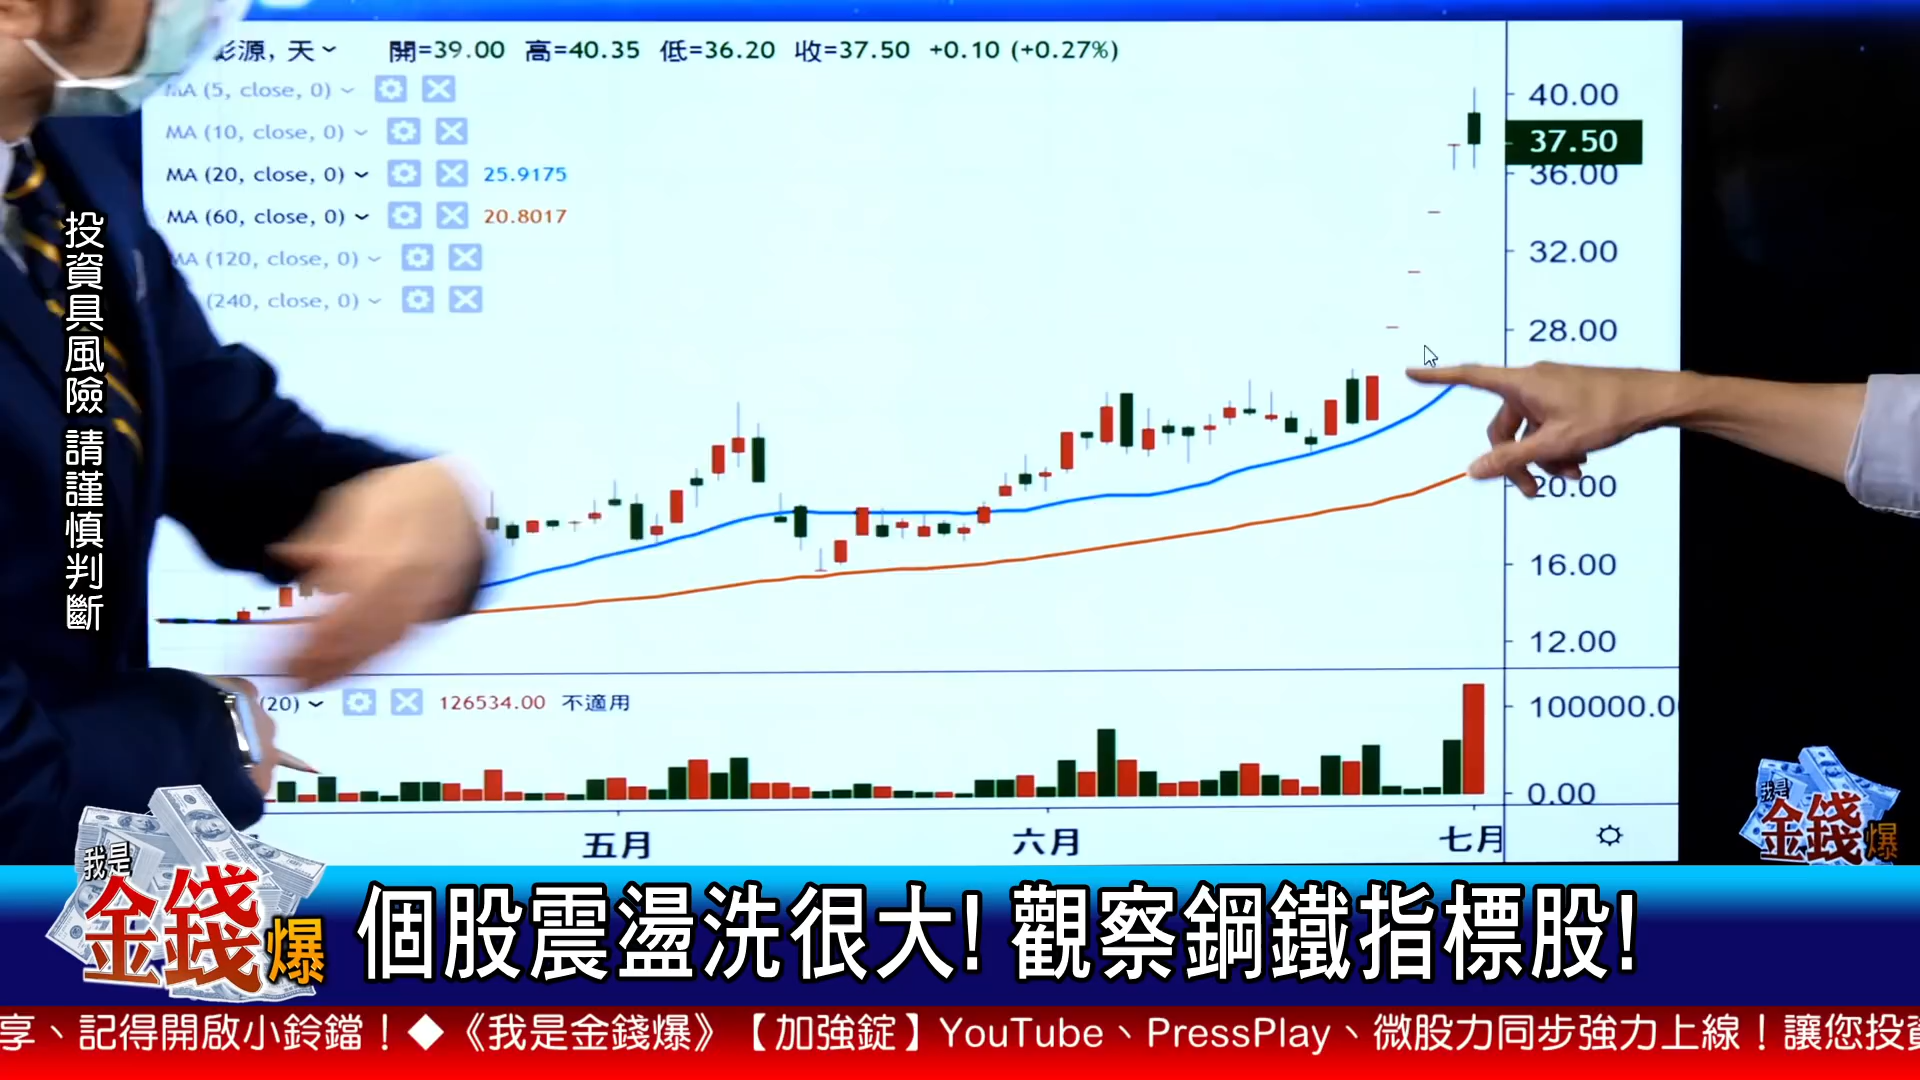 彭源, 天 開=39.00 高=40.35 低=36.20 收=37.50 +0.10 (+0.27%)
MA (5, close, 0)
MA (10, close, 0)
MA (20, close, 0) 25.9175
MA (60, close, 0) 20.8017
MA (120, close, 0)
(240, close, 0)
40.00
37.50
36.00
32.00
28.00
20.00
16.00
12.00
投資具風險 請謹慎判斷
(20) 126534.00 不適用
100000.0
0.00
五月 六月 七月
我是金錢爆
我是金錢爆
個股震盪洗很大! 觀察鋼鐵指標股!
享、記得開啟小鈴鐺！◆《我是金錢爆》【加強錠】YouTube、PressPlay、微股力同步強力上線！讓您投資